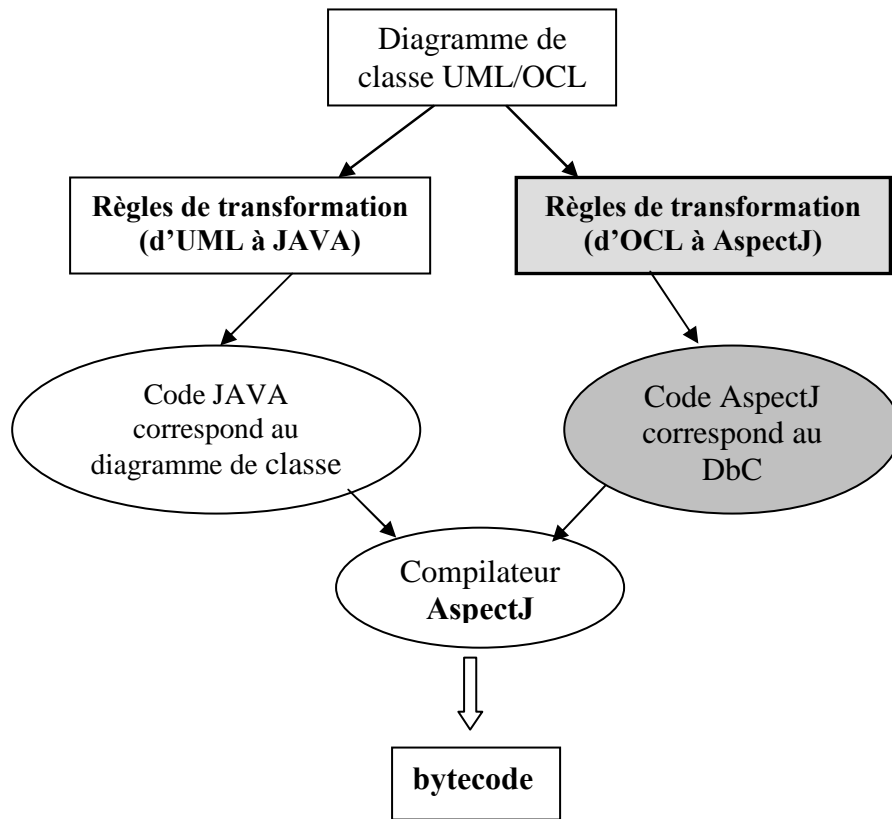 Diagramme de
classe UML/OCL
Règles de transformation
(d’UML à JAVA)
Règles de transformation
(d’OCL à AspectJ)
Code JAVA
correspond au
diagramme de classe
Code AspectJ
correspond au
DbC
Compilateur
AspectJ
bytecode